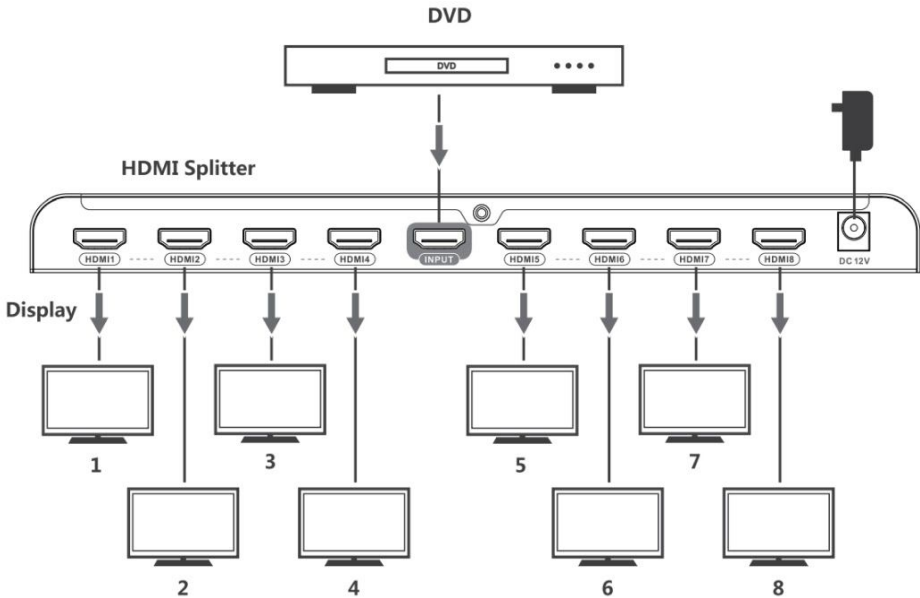 DVD
DVD
HDMI Splitter
HDMI1 HDMI2 HDMI3 HDMI4 INPUT HDMI5 HDMI6 HDMI7 HDMI8 DC 12V
Display
1 3 5 7
2 4 6 8